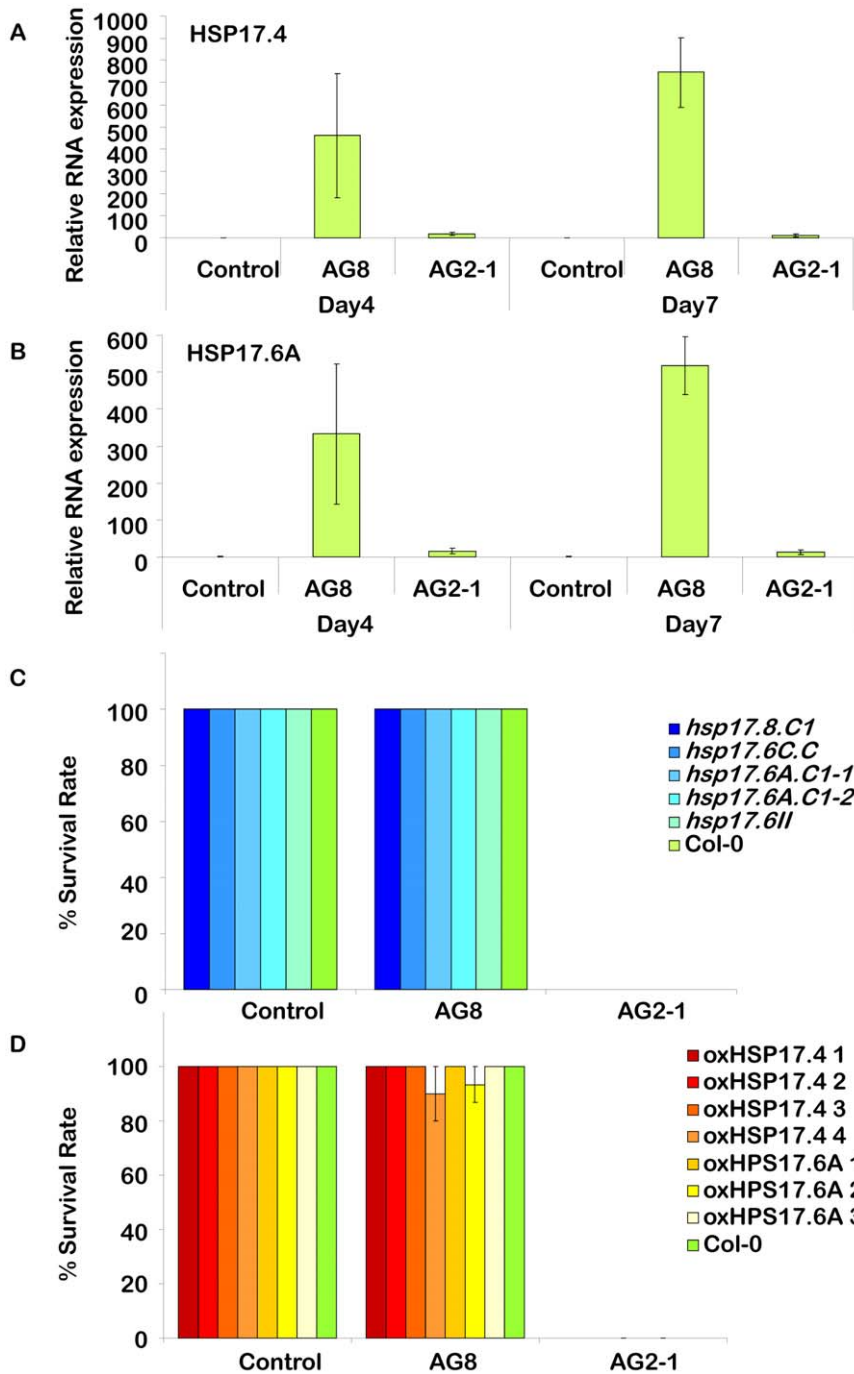 A
HSP17.4
Relative RNA expression
1000
900
800
700
600
500
400
300
200
100
0
Control AG8 AG2-1 Control AG8 AG2-1
Day4 Day7
B
HSP17.6A
Relative RNA expression
600
500
400
300
200
100
0
Control AG8 AG2-1 Control AG8 AG2-1
Day4 Day7
C
% Survival Rate
100
80
60
40
20
0
Control AG8 AG2-1
hsp17.8.C1
hsp17.6C.C
hsp17.6A.C1-1
hsp17.6A.C1-2
hsp17.6II
Col-0
D
% Survival Rate
100
80
60
40
20
0
Control AG8 AG2-1
oxHSP17.4 1
oxHSP17.4 2
oxHSP17.4 3
oxHSP17.4 4
oxHPS17.6A 1
oxHPS17.6A 2
oxHPS17.6A 3
Col-0